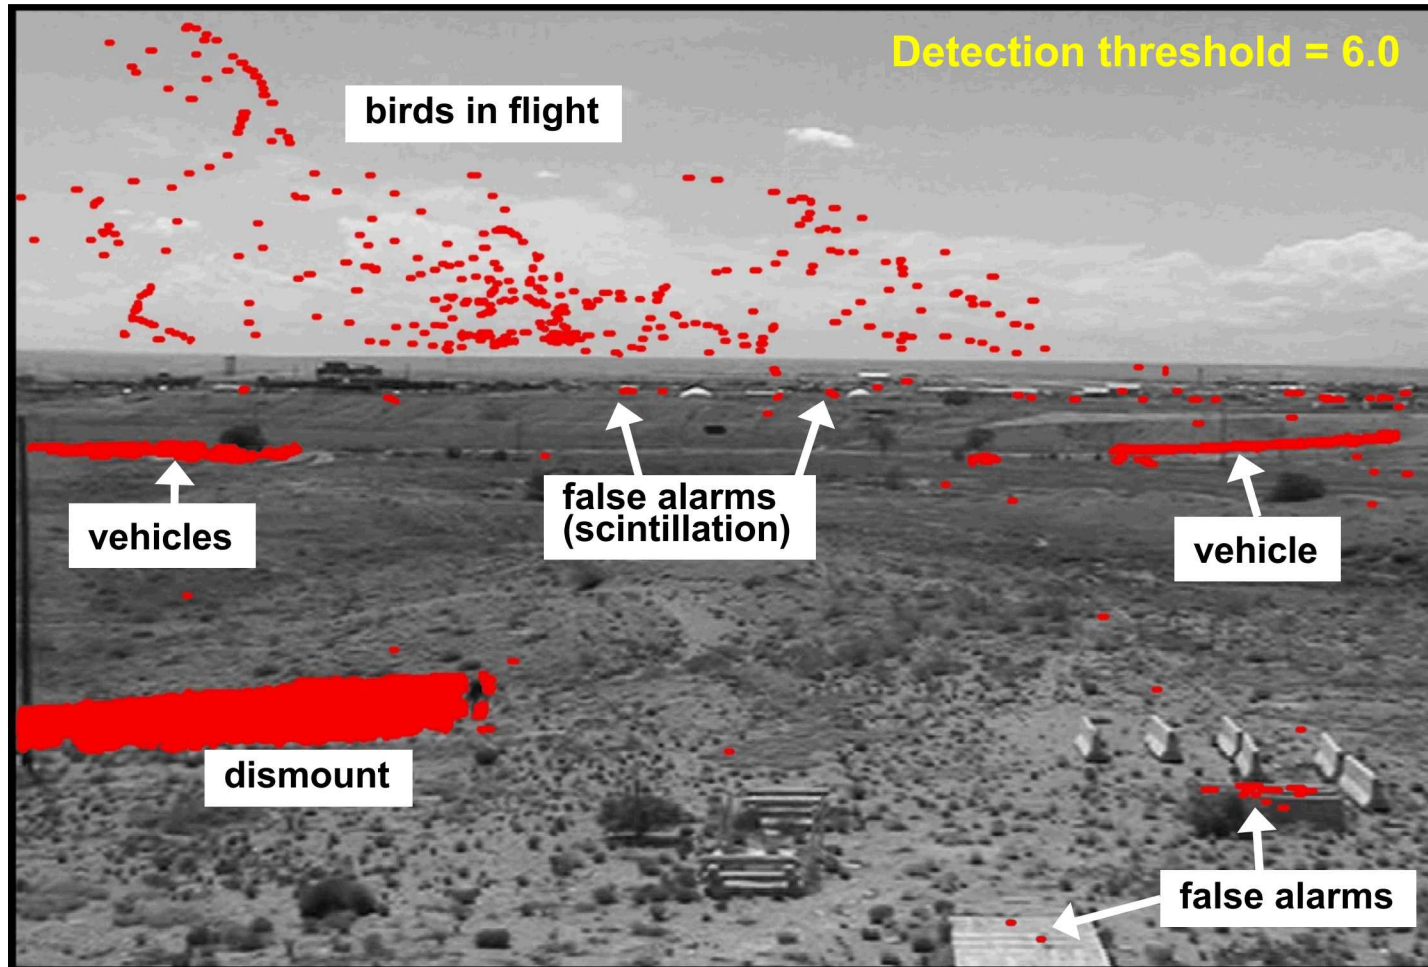 Detection threshold = 6.0
birds in flight
false alarms
(scintillation)
vehicles
vehicle
dismount
false alarms